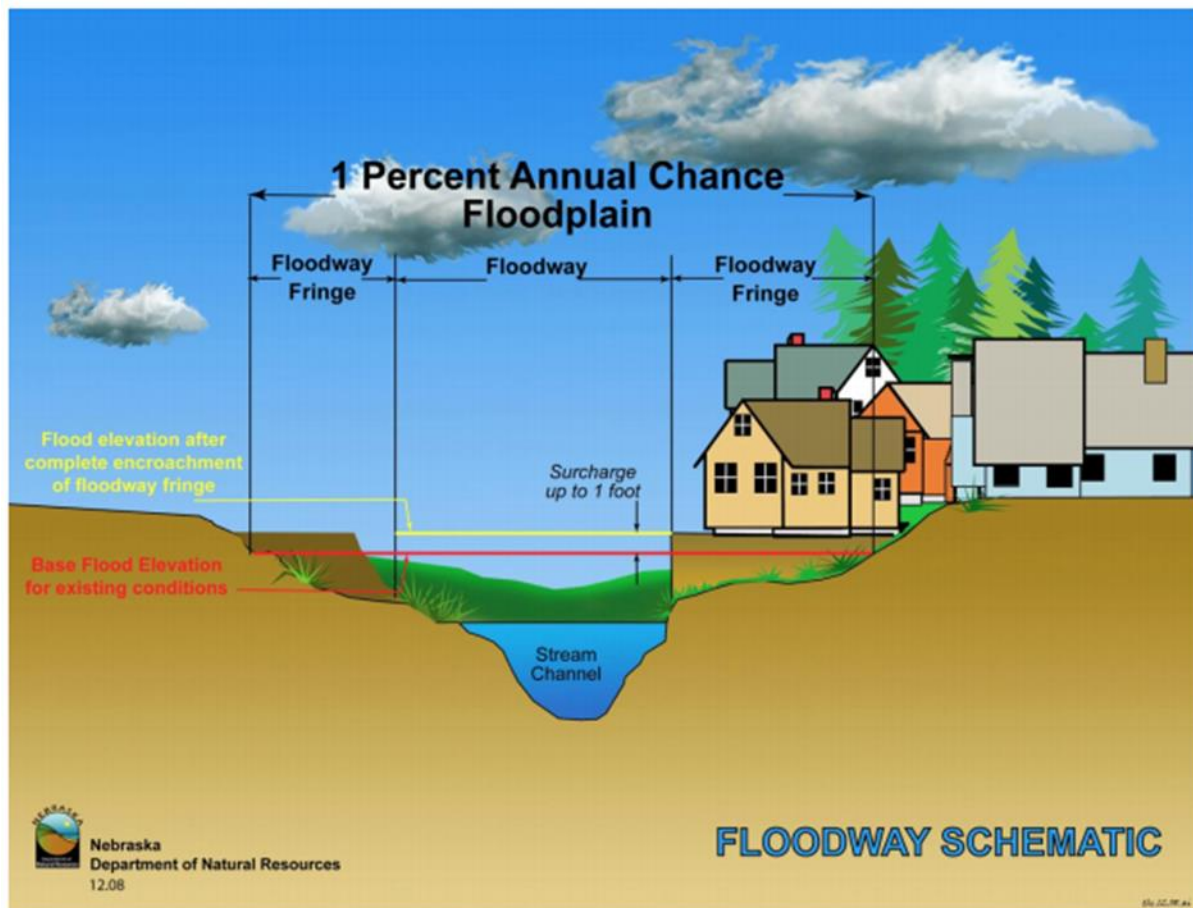 1 Percent Annual Chance
Floodplain
Floodway
Fringe
Floodway
Floodway
Fringe
Flood elevation after
complete encroachment
of floodway fringe
Surcharge
up to 1 foot
Base Flood Elevation
for existing conditions
Stream
Channel
NEBRASKA
Nebraska
Department of Natural Resources
12.08
FLOODWAY SCHEMATIC